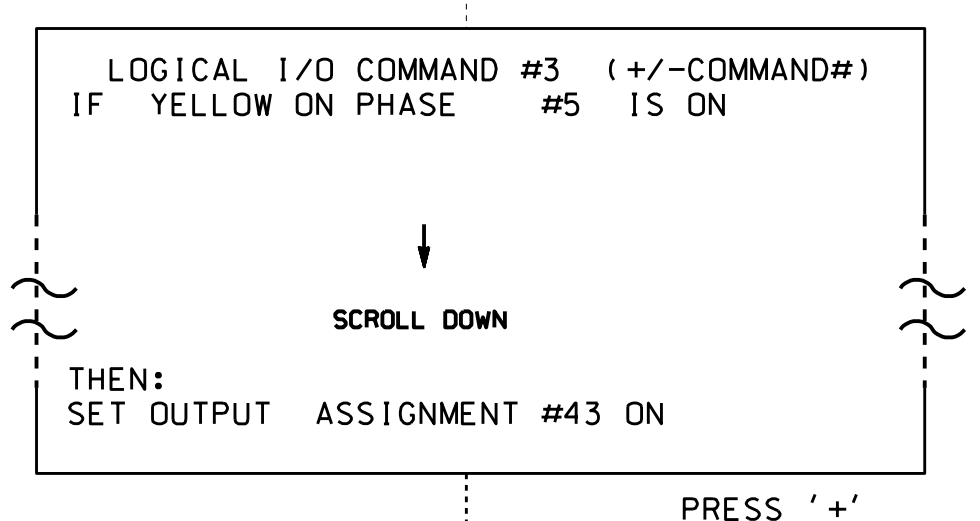 LOGICAL I/O COMMAND #3 (+/-COMMAND#)
IF YELLOW ON PHASE #5 IS ON
SCROLL DOWN
THEN:
SET OUTPUT ASSIGNMENT #43 ON
PRESS '+'